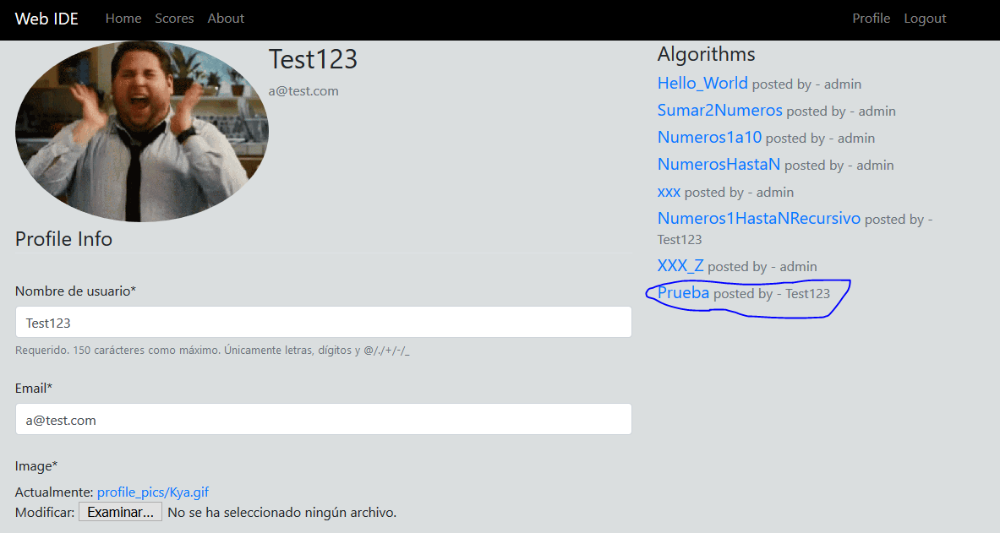 Web IDE Home Scores About Profile Logout
Test123
a@test.com
Profile Info
Nombre de usuario*
Test123
Requerido. 150 carácteres como máximo. Únicamente letras, dígitos y @/./+/-/_
Email*
a@test.com
Image*
Actualmente: profile_pics/Kya.gif
Modificar: Examinar... No se ha seleccionado ningún archivo.
Algorithms
Hello_World posted by - admin
Sumar2Numeros posted by - admin
Numeros1a10 posted by - admin
NumerosHastaN posted by - admin
xxx posted by - admin
Numeros1HastaNRecursivo posted by -
Test123
XXX_Z posted by - admin
Prueba posted by - Test123